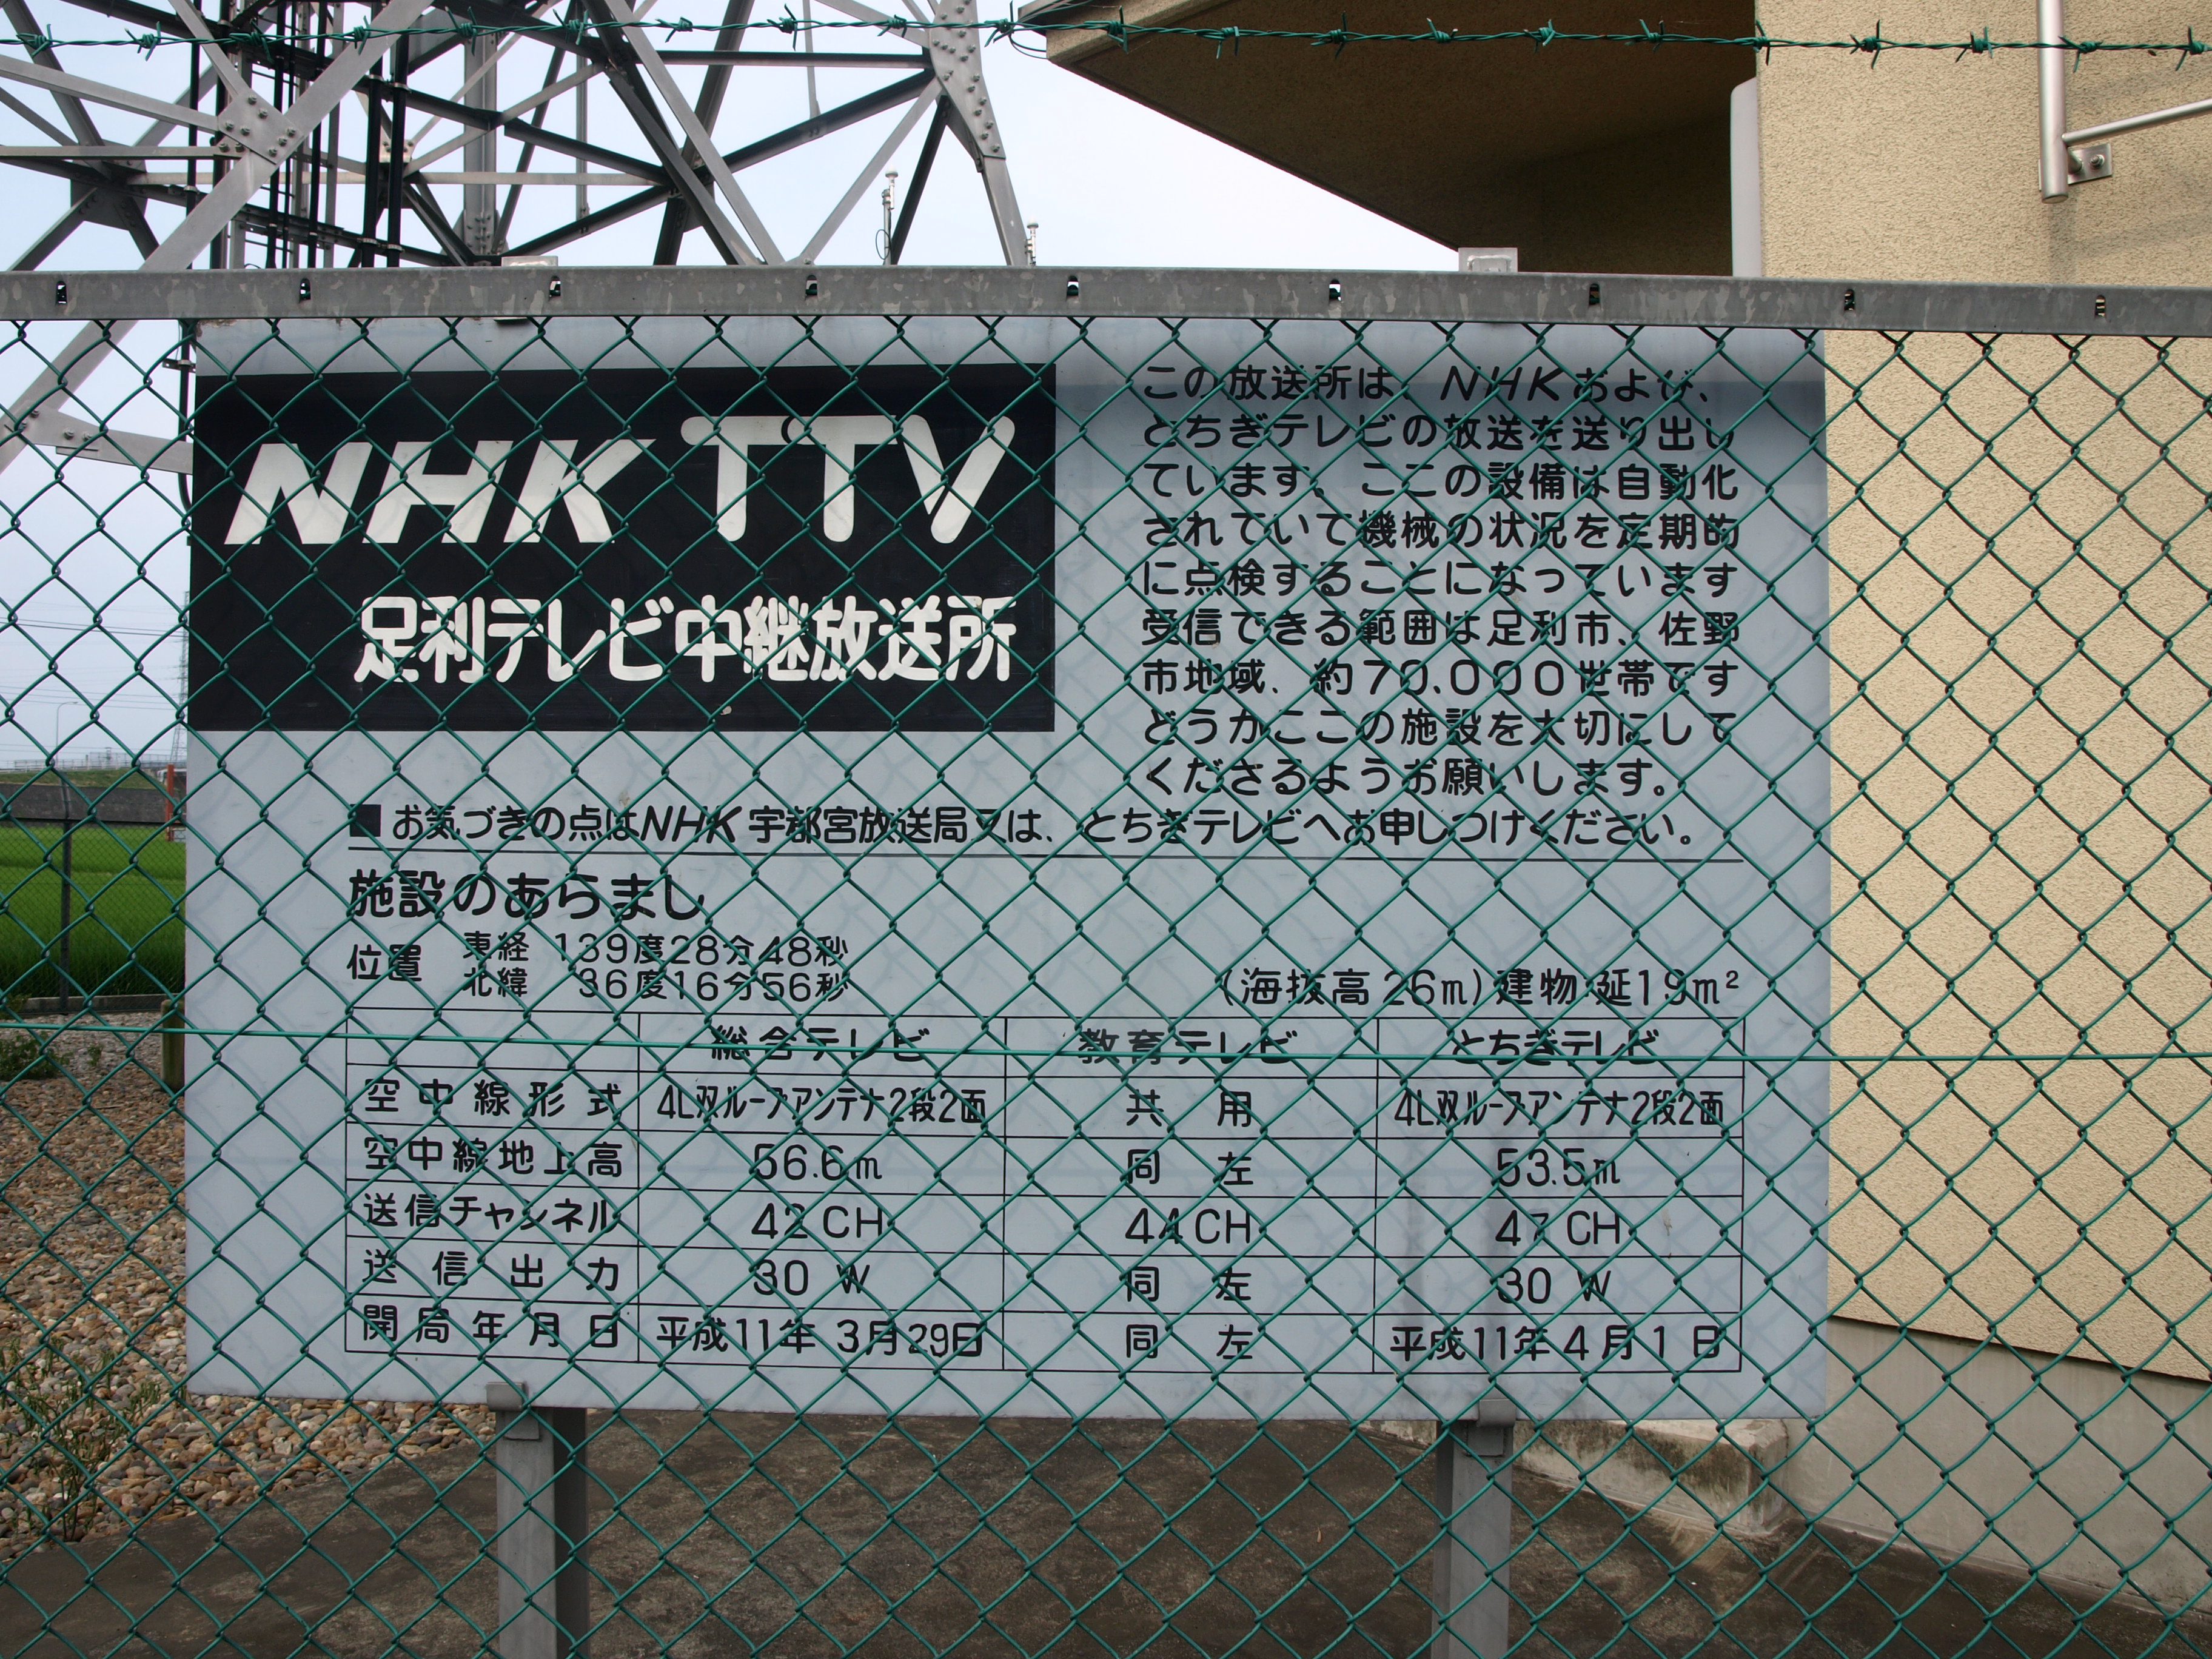 NHK TTV
足利テレビ中継放送所
この放送所は、NHKおよび、
とちぎテレビの放送を送り出し
ています。ここの設備は自動化
されていて機械の状況を定期的
に点検することになっています
受信できる範囲は足利市、佐野
市地域、約70,000世帯です
どうかここの施設を大切にして
くださるようお願いします。
■お気づきの点はNHK宇都宮放送局又は、とちぎテレビへお申しつけください。
施設のあらまし
位置 東経 139度28分48秒
北緯 36度16分56秒
(海抜高26m)建物 延19m²
総合テレビ 教育テレビ とちぎテレビ
空中線形式 4L双ループアンテナ2段2面 共用 4L双ループアンテナ2段2面
空中線地上高 56.6m 同左 53.5m
送信チャンネル 42CH 44CH 47CH
送信出力 30W 同左 30W
開局年月日 平成11年3月29日 同左 平成11年4月1日